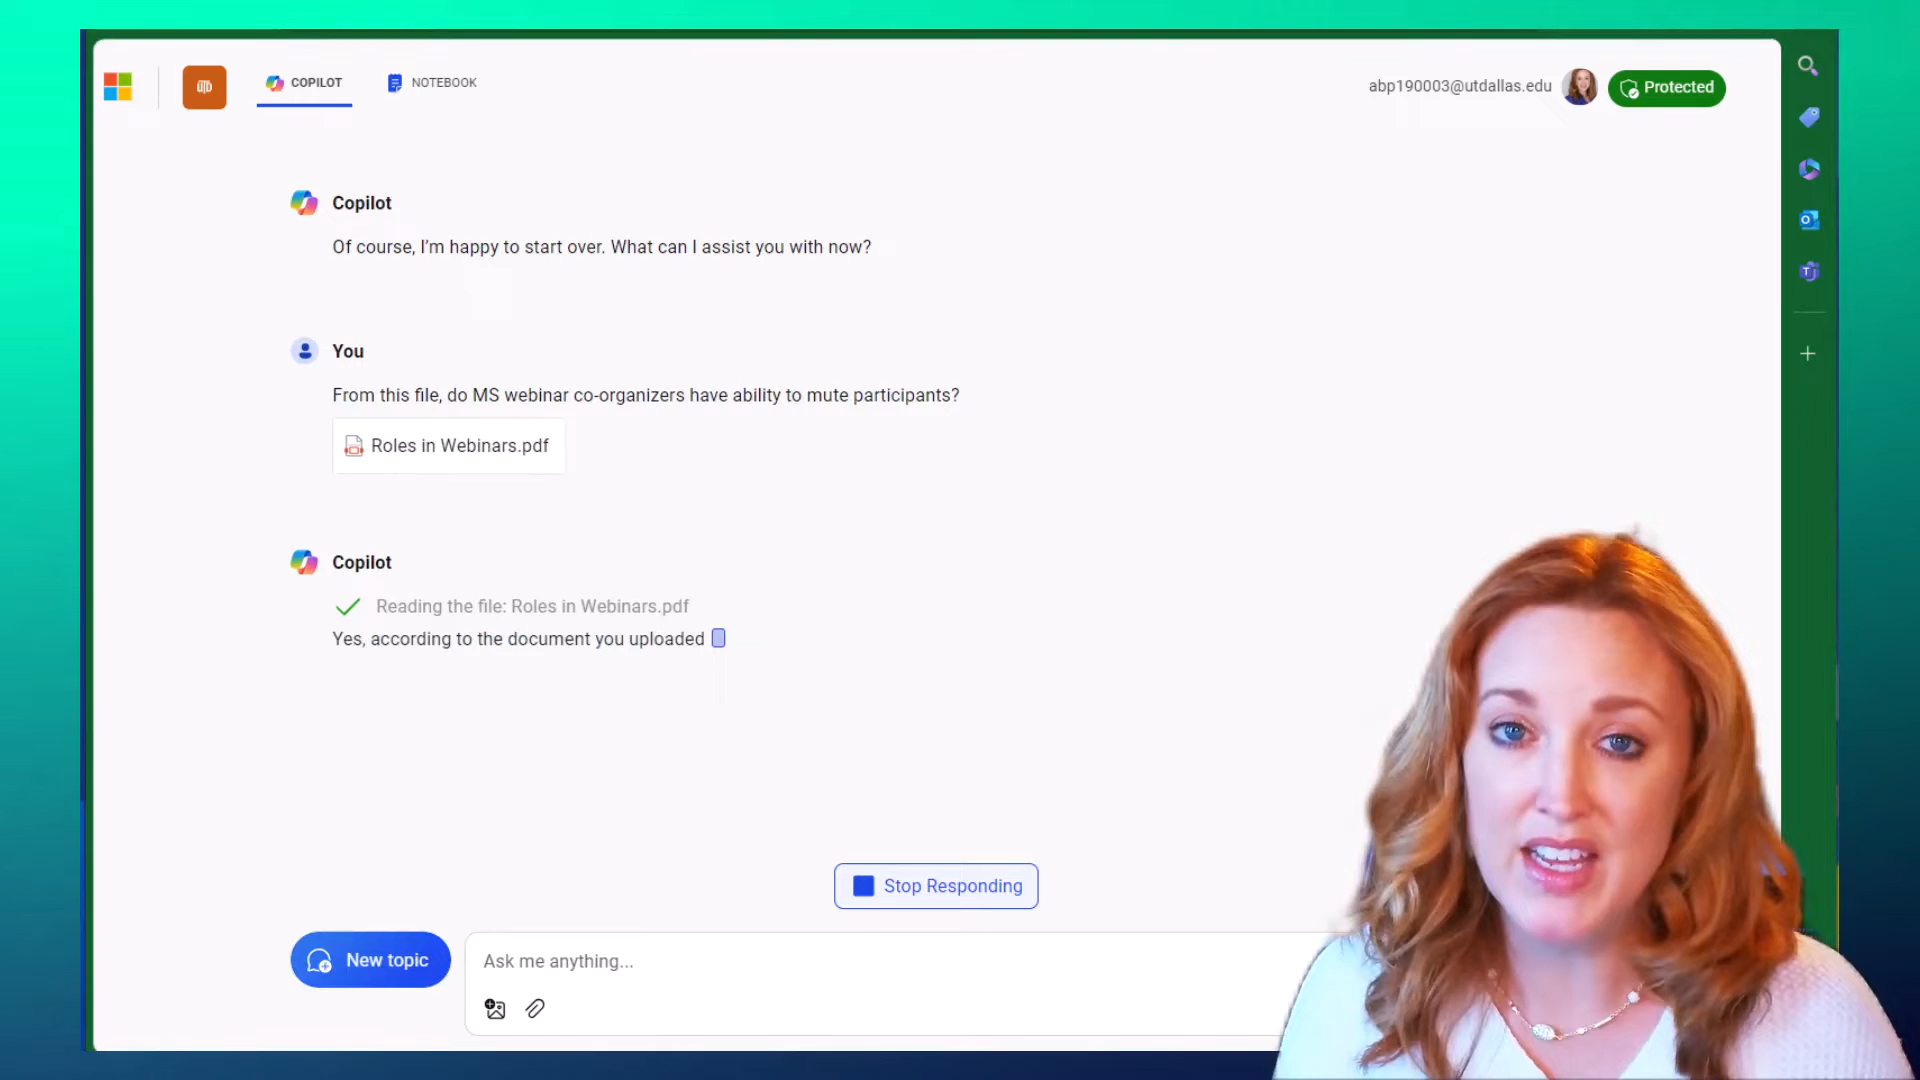 UTD
COPILOT
NOTEBOOK
abp190003@utdallas.edu
Protected
Copilot
Of course, I'm happy to start over. What can I assist you with now?
You
From this file, do MS webinar co-organizers have ability to mute participants?
Roles in Webinars.pdf
Copilot
Reading the file: Roles in Webinars.pdf
Yes, according to the document you uploaded
Stop Responding
New topic
Ask me anything...